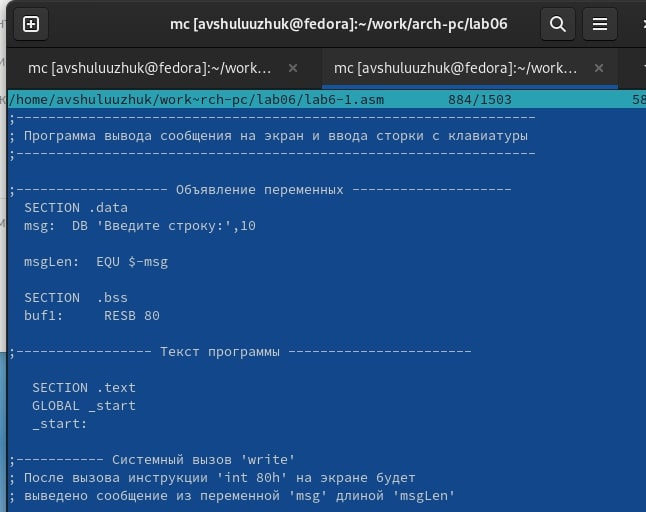 mc [avshuluuzhuk@fedora]:~/work/arch-pc/lab06
mc [avshuluuzhuk@fedora]:~/work...
mc [avshuluuzhuk@fedora]:~/work...
/home/avshuluuzhuk/work~rch-pc/lab06/lab6-1.asm 884/1503 58
;-----------------------------------------------------------------
; Программа вывода сообщения на экран и ввода сторки с клавиатуры
;-----------------------------------------------------------------
;------------------- Объявление переменных --------------------
SECTION .data
msg: DB 'Введите строку:',10
msgLen: EQU $-msg
SECTION .bss
buf1: RESB 80
;----------------- Текст программы -----------------------
SECTION .text
GLOBAL _start
_start:
;----------- Системный вызов 'write'
; После вызова инструкции 'int 80h' на экране будет
; выведено сообщение из переменной 'msg' длиной 'msgLen'